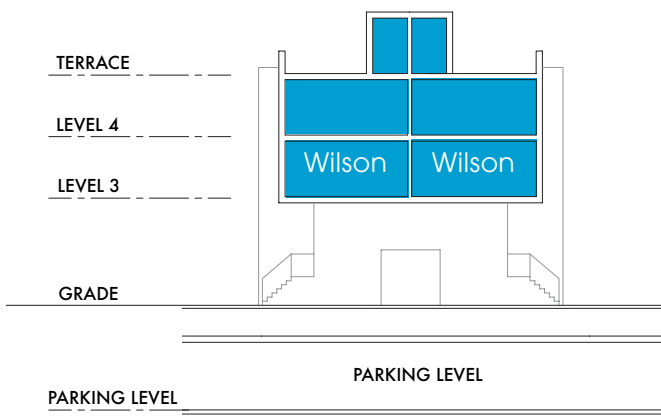 TERRACE
LEVEL 4
Wilson Wilson
LEVEL 3
GRADE
PARKING LEVEL
PARKING LEVEL